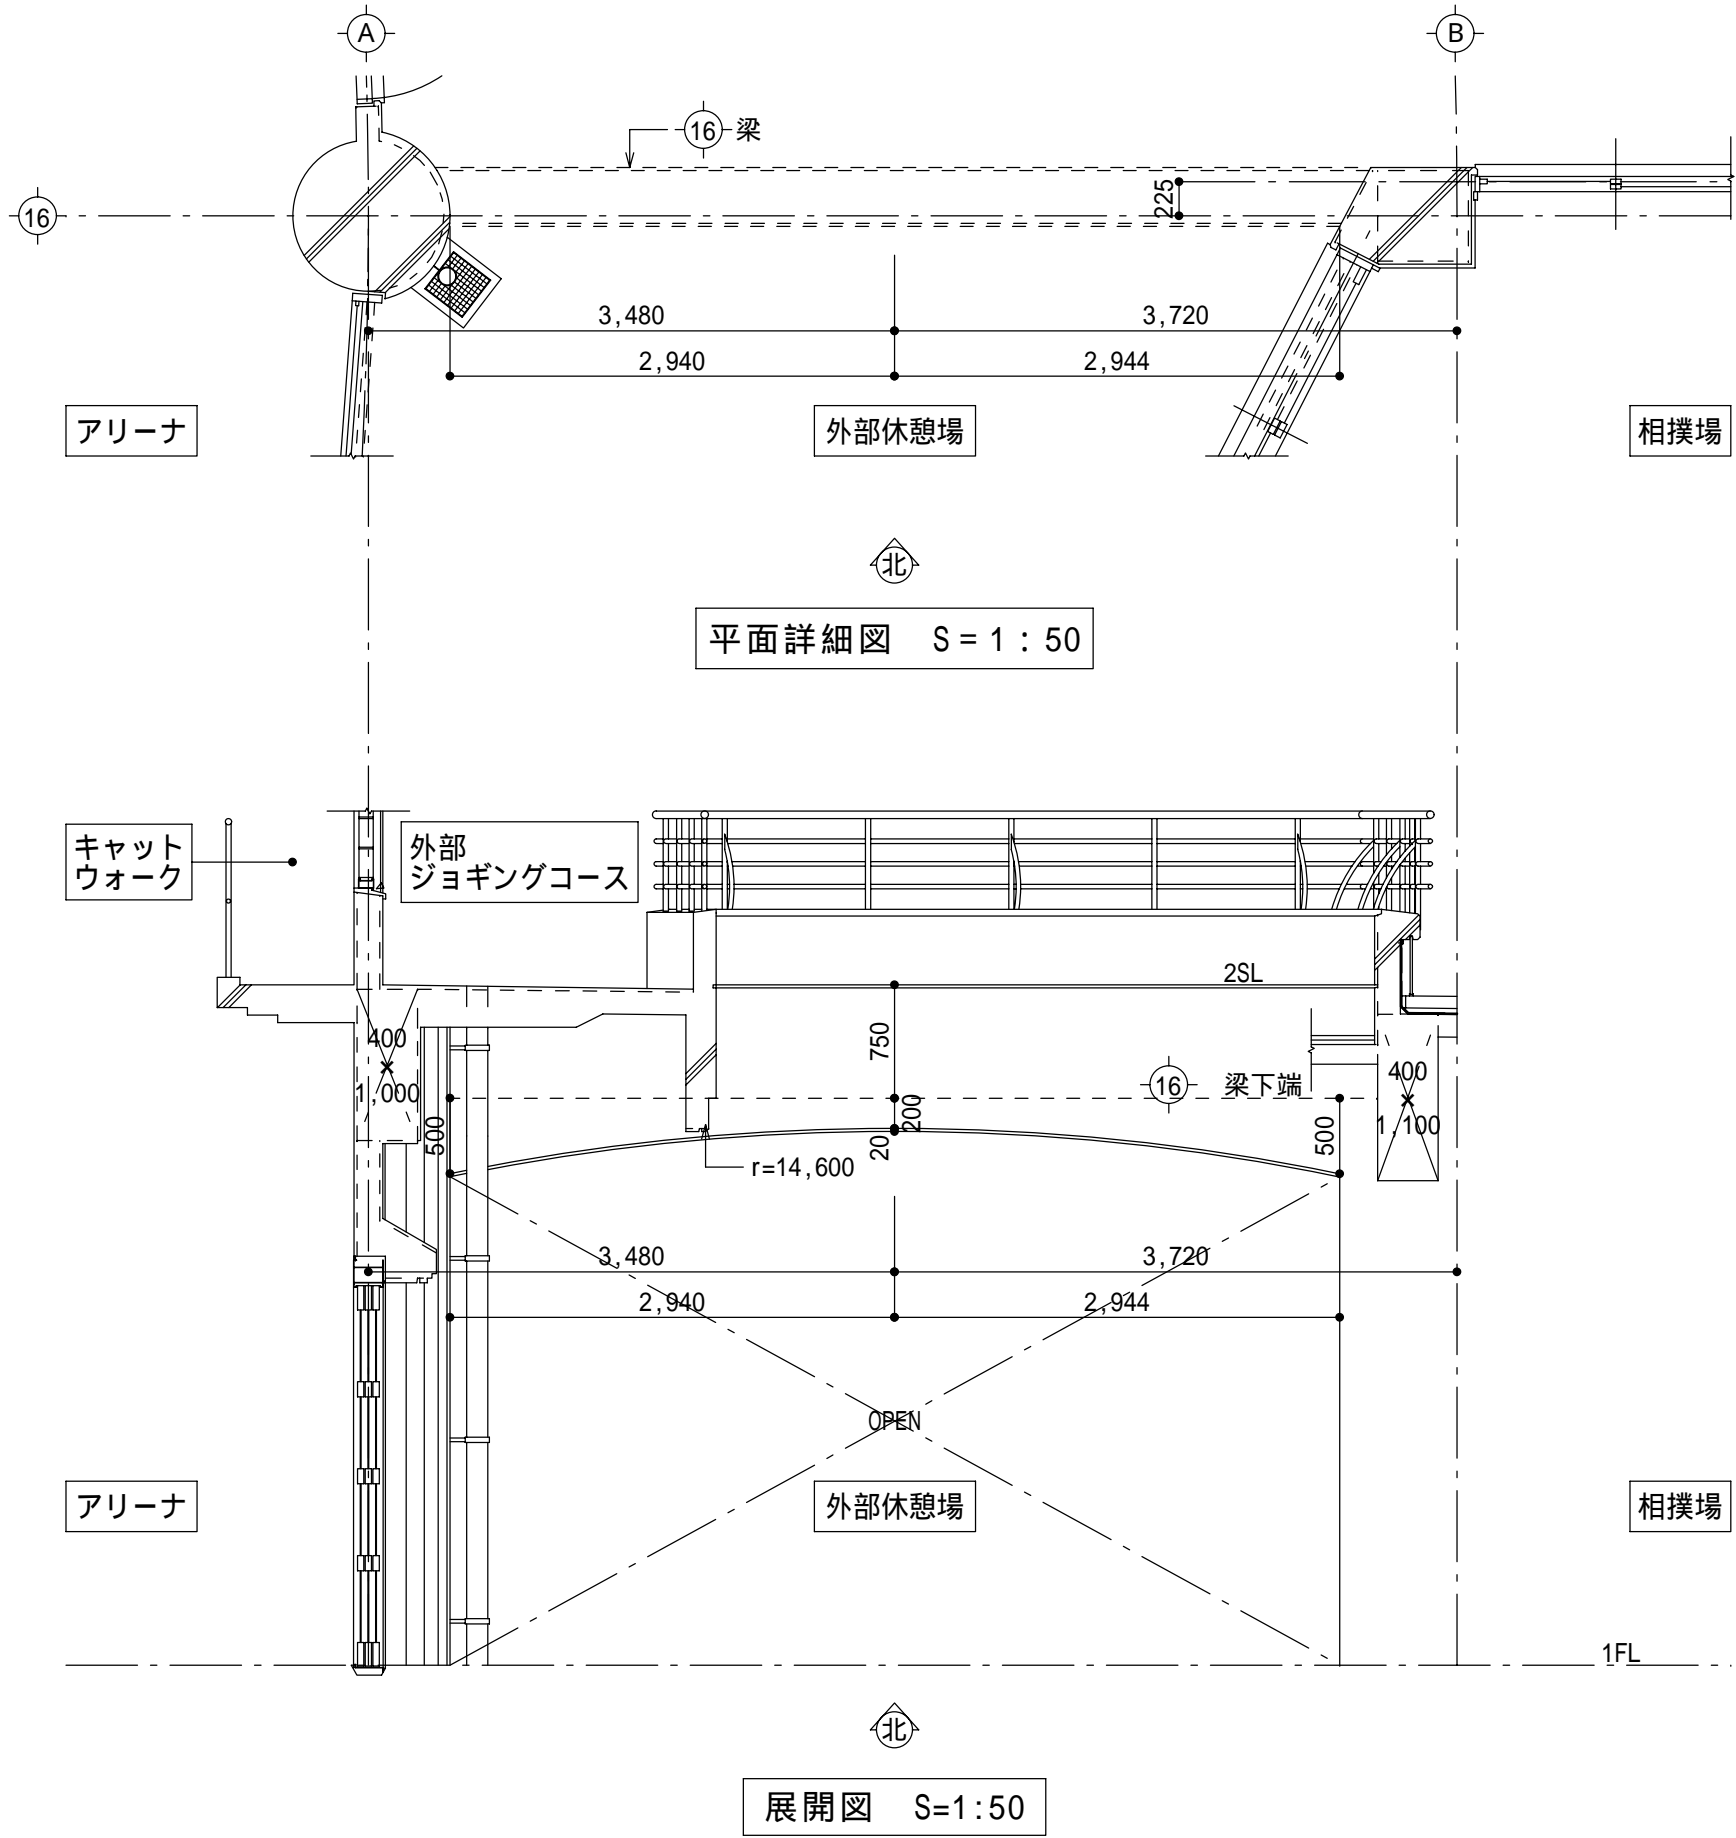 A
B
16 梁
16
225
3,480
3,720
2,940
2,944
アリーナ
外部休憩場
相撲場
北
平面詳細図 S=1:50
キャット
ウォーク
外部
ジョギングコース
2SL
400
×
1,000
750
16 梁下端
400
×
1,100
500
200
20
500
r=14,600
3,480
3,720
2,940
2,944
OPEN
アリーナ
外部休憩場
相撲場
1FL
北
展開図 S=1:50